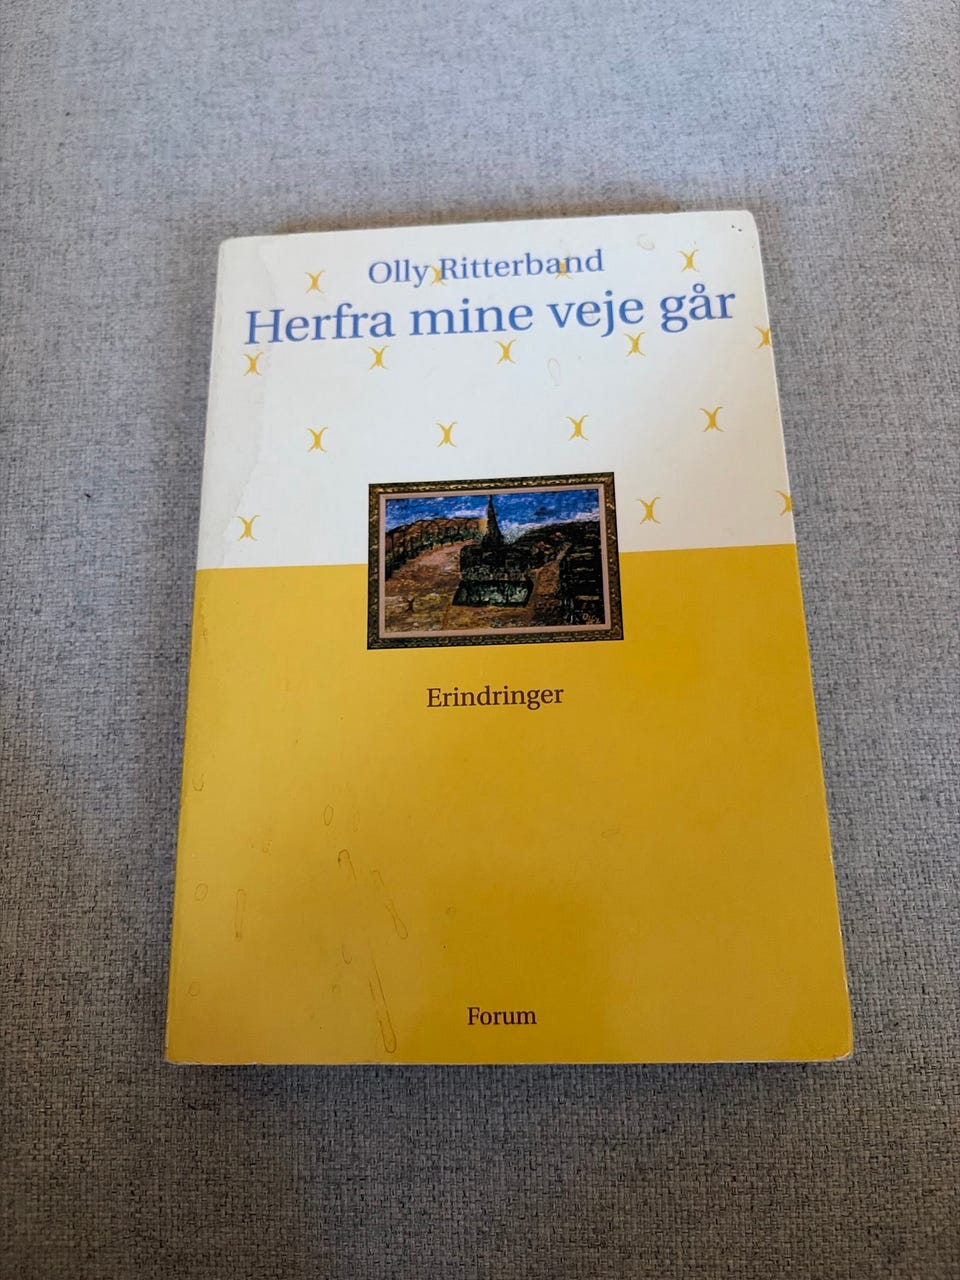 Olly Ritterband
Herfra mine veje går
Erindringer
Forum